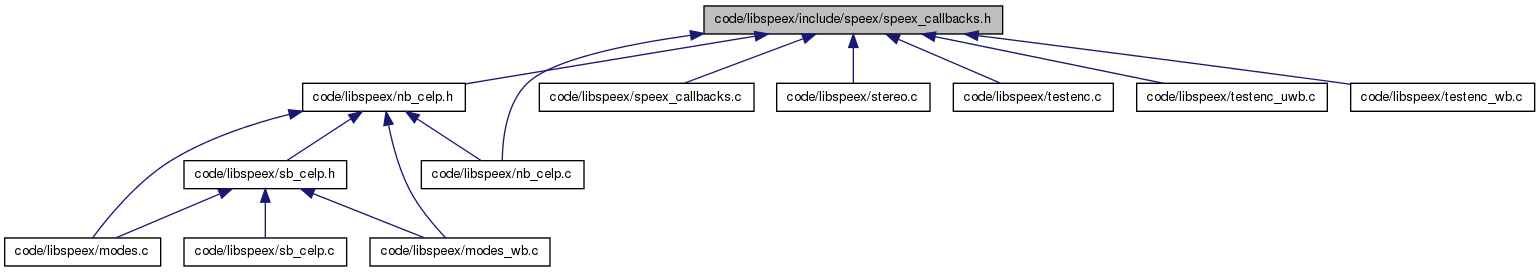 code/libspeex/include/speex/speex_callbacks.h
code/libspeex/nb_celp.h
code/libspeex/speex_callbacks.c
code/libspeex/stereo.c
code/libspeex/testenc.c
code/libspeex/testenc_uwb.c
code/libspeex/testenc_wb.c
code/libspeex/sb_celp.h
code/libspeex/nb_celp.c
code/libspeex/modes.c
code/libspeex/sb_celp.c
code/libspeex/modes_wb.c